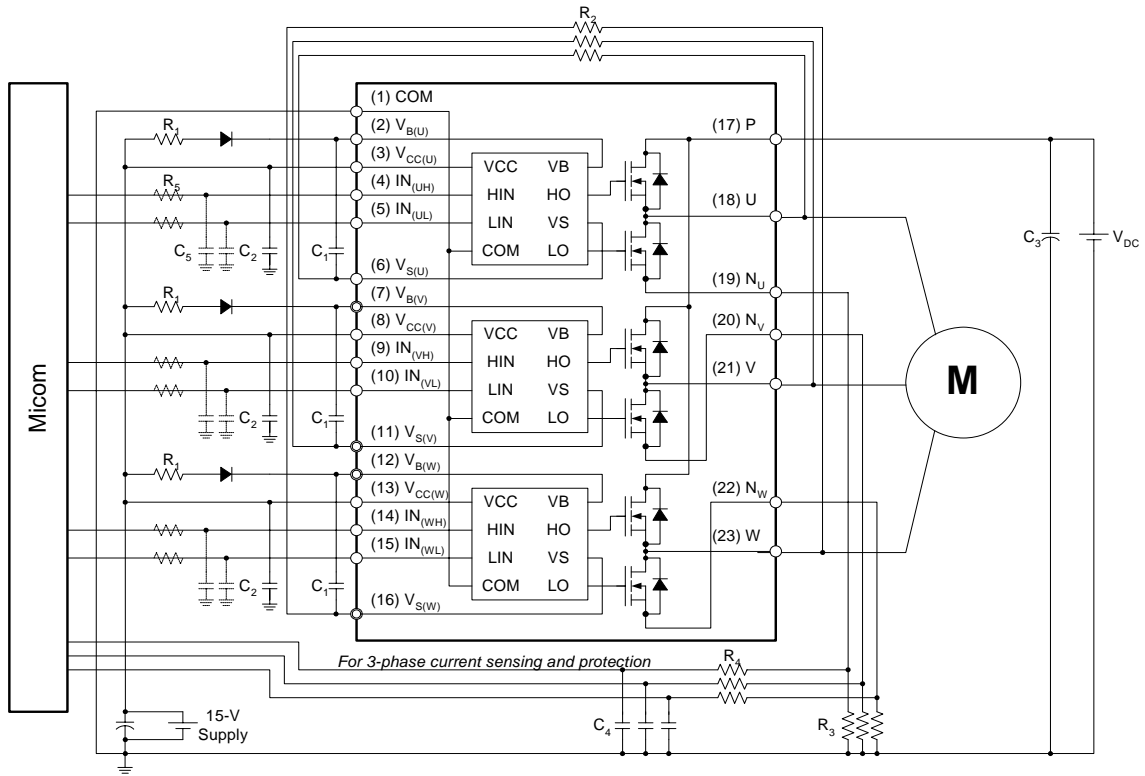 R2
Micom
(1) COM
(2) VB(U)
(3) VCC(U)
(4) IN(UH)
(5) IN(UL)
(6) VS(U)
(7) VB(V)
(8) VCC(V)
(9) IN(VH)
(10) IN(VL)
(11) VS(V)
(12) VB(W)
(13) VCC(W)
(14) IN(WH)
(15) IN(WL)
(16) VS(W)
R1
R5
C5
C2
C1
R1
C2
C1
R1
C2
C1
VCC VB
HIN HO
LIN VS
COM LO
VCC VB
HIN HO
LIN VS
COM LO
VCC VB
HIN HO
LIN VS
COM LO
(17) P
(18) U
(19) NU
(20) NV
(21) V
(22) NW
(23) W
C3
VDC
M
For 3-phase current sensing and protection
R4
C4
R3
15-V
Supply